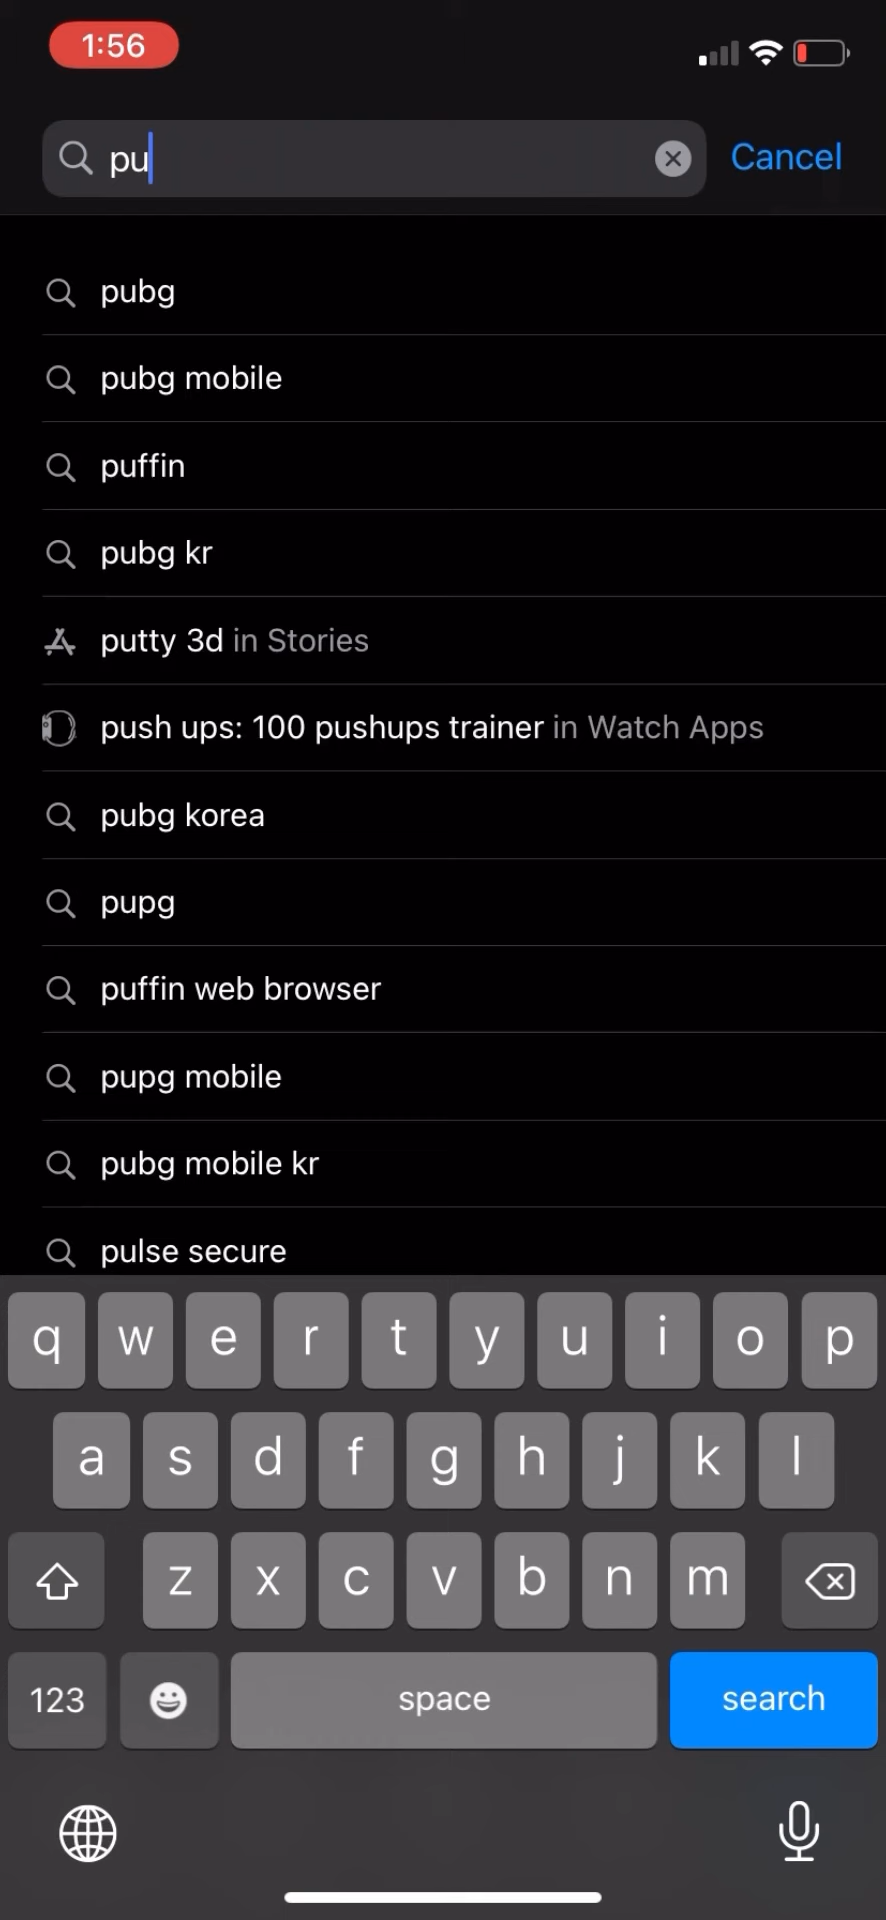 1:56
pu
Cancel
pubg
pubg mobile
puffin
pubg kr
putty 3d in Stories
push ups: 100 pushups trainer in Watch Apps
pubg korea
pupg
puffin web browser
pupg mobile
pubg mobile kr
pulse secure
q w e r t y u i o p
a s d f g h j k l
z x c v b n m
123 space search